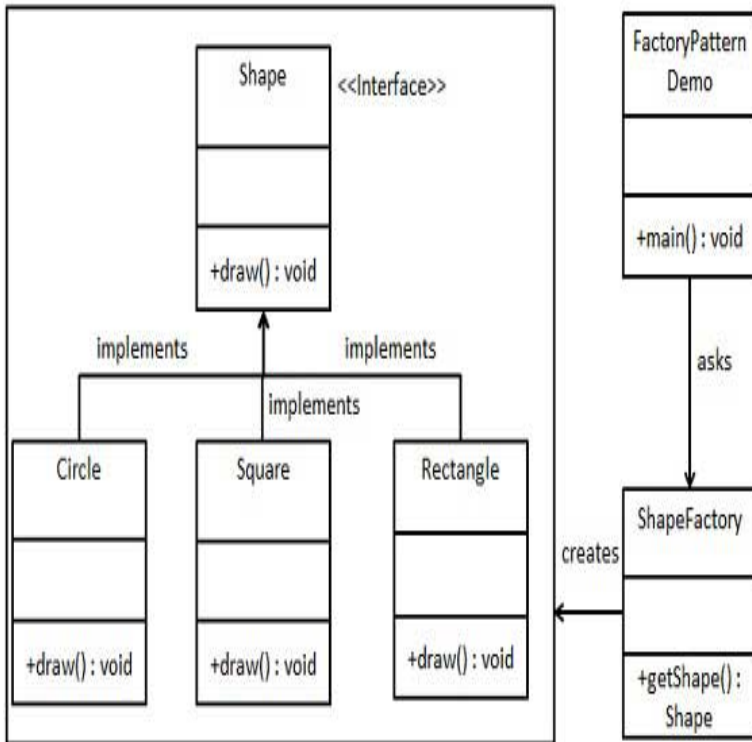 Shape
<<Interface>>
+draw() : void
implements
implements
implements
Circle
+draw() : void
Square
+draw() : void
Rectangle
+draw() : void
FactoryPattern
Demo
+main() : void
asks
ShapeFactory
creates
+getShape() :
Shape